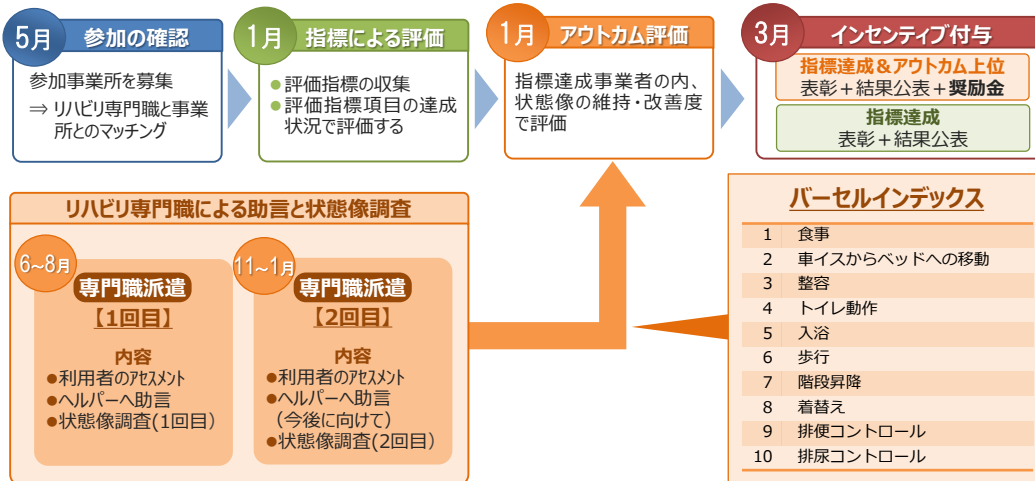 5月 参加の確認
参加事業所を募集
⇒ リハビリ専門職と事業
所とのマッチング
1月 指標による評価
●評価指標の収集
●評価指標項目の達成
状況で評価する
1月 アウトカム評価
指標達成事業者の内、
状態像の維持・改善度
で評価
3月 インセンティブ付与
指標達成＆アウトカム上位
表彰＋結果公表＋奨励金
指標達成
表彰＋結果公表
リハビリ専門職による助言と状態像調査
6~8月
専門職派遣
【1回目】
内容
●利用者のアセスメント
●ヘルパーへ助言
●状態像調査(1回目)
11~1月
専門職派遣
【2回目】
内容
●利用者のアセスメント
●ヘルパーへ助言
(今後に向けて)
●状態像調査(2回目)
バーセルインデックス
1 食事
2 車イスからベッドへの移動
3 整容
4 トイレ動作
5 入浴
6 歩行
7 階段昇降
8 着替え
9 排便コントロール
10 排尿コントロール